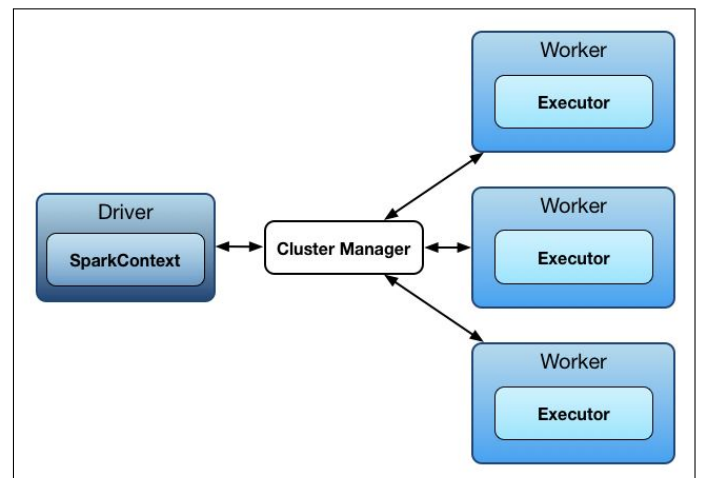 Worker
Executor
Driver
SparkContext
Cluster Manager
Worker
Executor
Worker
Executor